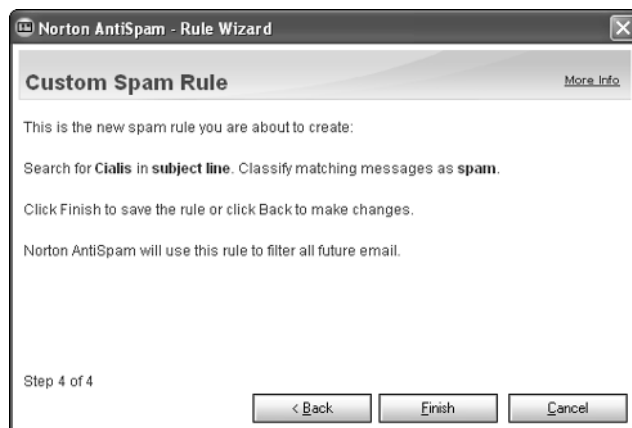 Norton AntiSpam - Rule Wizard
Custom Spam Rule
More Info
This is the new spam rule you are about to create:
Search for Cialis in subject line. Classify matching messages as spam.
Click Finish to save the rule or click Back to make changes.
Norton AntiSpam will use this rule to filter all future email.
Step 4 of 4
< Back
Finish
Cancel